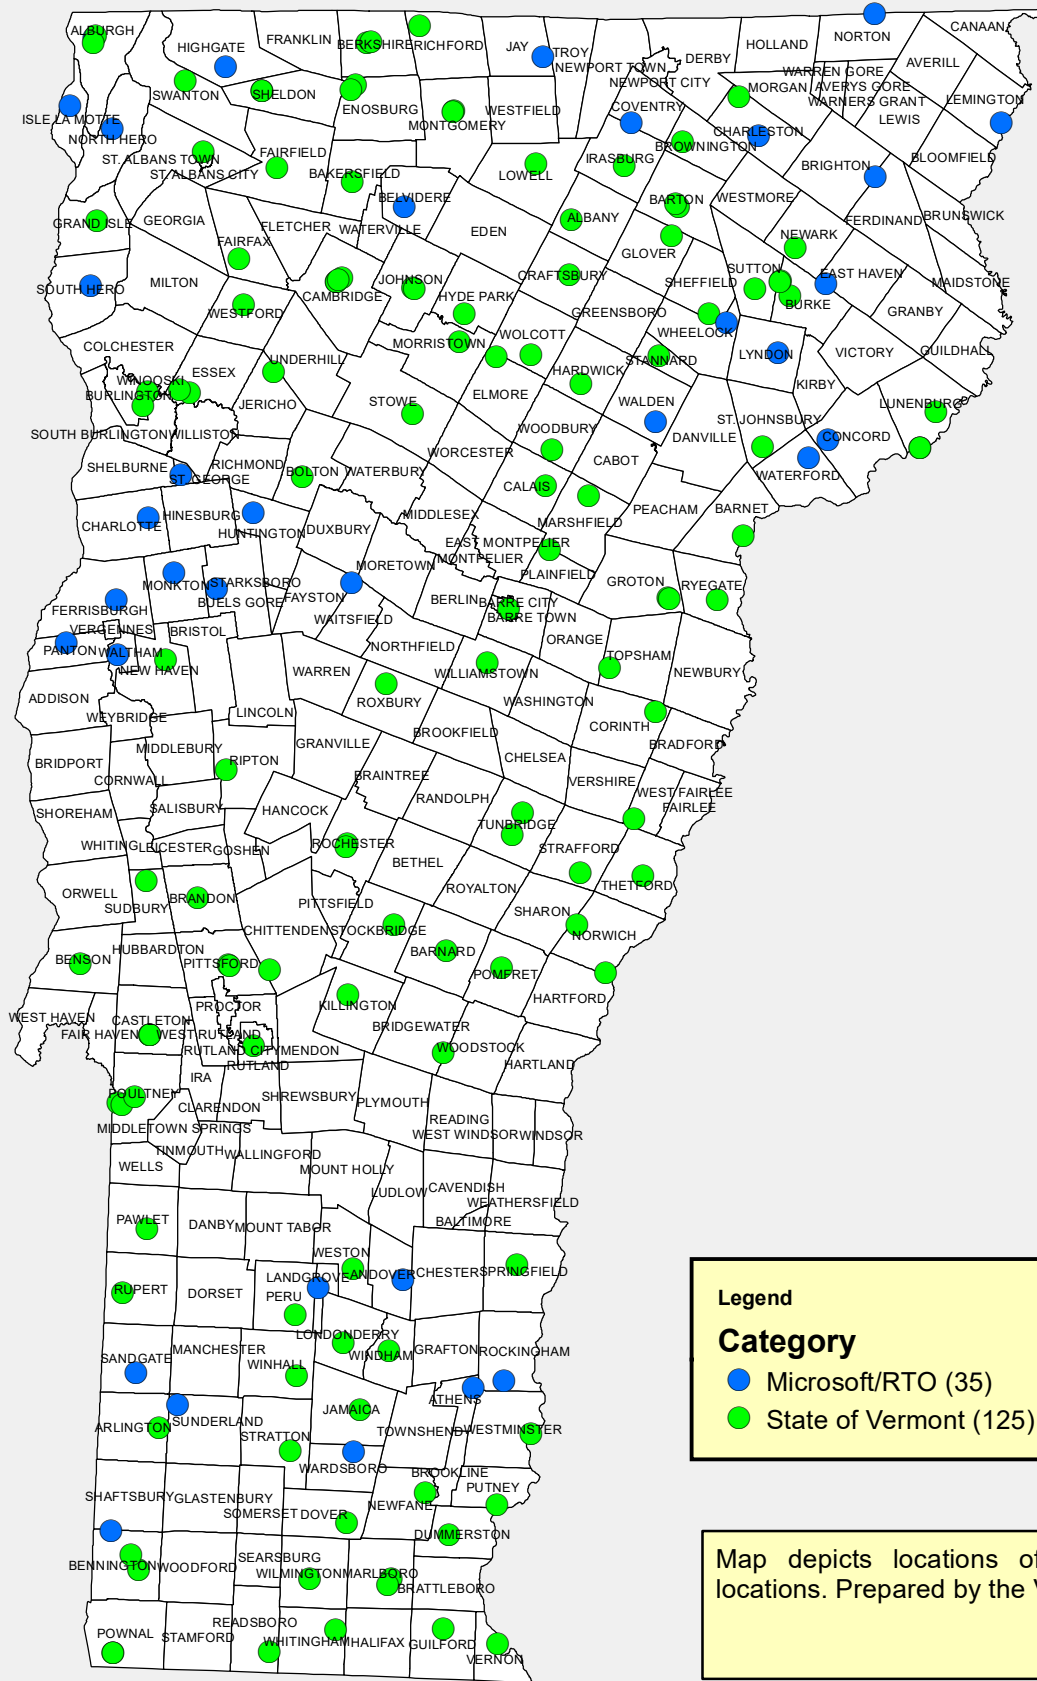 CANAAN
ALBURGH
FRANKLIN
BERKSHIRE
RICHFORD
JAY
TROY
HOLLAND
NORTON
HIGHGATE
NEWPORT TOWN
DERBY
AVERILL
WARREN GORE
NEWPORT CITY
MORGAN
AVERYS GORE
SWANTON
SHELDON
ENOSBURG
MONTGOMERY
WESTFIELD
COVENTRY
WARNERS GRANT
LEMINGTON
LEWIS
ISLE LA MOTTE
NORTH HERO
CHARLESTON
BROWNINGTON
ST. ALBANS TOWN
FAIRFIELD
IRASBURG
BRIGHTON
BLOOMFIELD
ST. ALBANS CITY
BAKERSFIELD
LOWELL
BELVIDERE
BARTON
WESTMORE
GRAND ISLE
GEORGIA
FLETCHER
WATERVILLE
EDEN
ALBANY
FERDINAND
BRUNSWICK
FAIRFAX
GLOVER
NEWARK
SOUTH HERO
MILTON
CAMBRIDGE
JOHNSON
CRAFTSBURY
SHEFFIELD
SUTTON
EAST HAVEN
MAIDSTONE
HYDE PARK
BURKE
WESTFORD
GREENSBORO
GRANBY
COLCHESTER
MORRISTOWN
WOLCOTT
WHEELOCK
UNDERHILL
STANNARD
LYNDON
VICTORY
GUILDHALL
WINOOSKI
ESSEX
HARDWICK
KIRBY
BURLINGTON
JERICHO
STOWE
ELMORE
WALDEN
LUNENBURG
ST. JOHNSBURY
SOUTH BURLINGTON
WILLISTON
WOODBURY
DANVILLE
CONCORD
SHELBURNE
RICHMOND
BOLTON
WATERBURY
WORCESTER
CABOT
WATERFORD
ST. GEORGE
CALAIS
CHARLOTTE
HINESBURG
HUNTINGTON
DUXBURY
MIDDLESEX
MARSHFIELD
PEACHAM
BARNET
EAST MONTPELIER
MONTPELIER
MORETOWN
PLAINFIELD
MONKTON
STARKSBORO
GROTON
RYEGATE
FERRISBURGH
BUELS GORE
FAYSTON
BERLIN
BARRE CITY
WAITSFIELD
BARRE TOWN
VERGENNES
BRISTOL
PANTON
WALTHAM
NORTHFIELD
ORANGE
NEW HAVEN
WARREN
WILLIAMSTOWN
TOPSHAM
NEWBURY
ADDISON
ROXBURY
WASHINGTON
WEYBRIDGE
LINCOLN
CORINTH
MIDDLEBURY
GRANVILLE
BROOKFIELD
BRADFORD
BRIDPORT
RIPTON
CHELSEA
CORNWALL
BRAINTREE
VERSHIRE
WEST FAIRLEE
SHOREHAM
SALISBURY
HANCOCK
RANDOLPH
FAIRLEE
TUNBRIDGE
WHITING
LEICESTER
GOSHEN
ROCHESTER
BETHEL
STRAFFORD
ORWELL
BRANDON
ROYALTON
THETFORD
SUDBURY
PITTSFIELD
SHARON
CHITTENDEN
STOCKBRIDGE
NORWICH
HUBBARDTON
BENSON
PITTSFORD
BARNARD
POMFRET
KILLINGTON
HARTFORD
WEST HAVEN
CASTLETON
PROCTOR
BRIDGEWATER
FAIR HAVEN
WEST RUTLAND
RUTLAND CITY
MENDON
WOODSTOCK
RUTLAND
HARTLAND
IRA
POULTNEY
CLARENDON
SHREWSBURY
PLYMOUTH
READING
MIDDLETOWN SPRINGS
WEST WINDSOR
WINDSOR
TINMOUTH
WALLINGFORD
WELLS
MOUNT HOLLY
LUDLOW
CAVENDISH
WEATHERSFIELD
PAWLET
DANBY
MOUNT TABOR
BALTIMORE
WESTON
LANDGROVE
ANDOVER
CHESTER
SPRINGFIELD
RUPERT
DORSET
PERU
LONDONDERRY
SANDGATE
MANCHESTER
WINHALL
WINDHAM
GRAFTON
ROCKINGHAM
ATHENS
JAMAICA
ARLINGTON
SUNDERLAND
STRATTON
TOWNSHEND
WESTMINSTER
WARDSBORO
BROOKLINE
SHAFTSBURY
GLASTENBURY
NEWFANE
PUTNEY
SOMERSET
DOVER
DUMMERSTON
BENNINGTON
WOODFORD
SEARSBURG
WILMINGTON
MARLBORO
BRATTLEBORO
POWNAL
STAMFORD
READSBORO
WHITINGHAM
HALIFAX
GUILFORD
VERNON
Legend
Category
Microsoft/RTO (35)
State of Vermont (125)
Map depicts locations of
locations. Prepared by the V